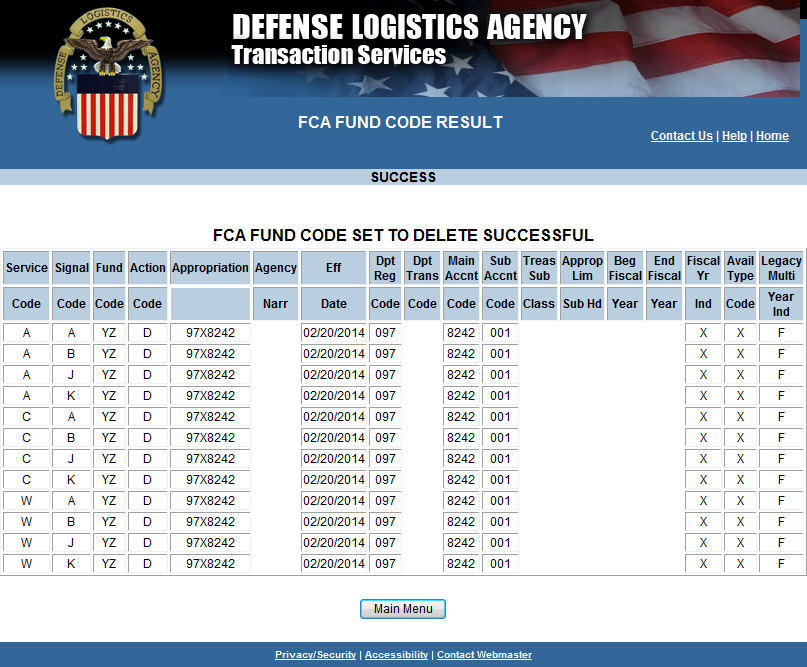 DEFENSE LOGISTICS AGENCY
Transaction Services
DEFENSE LOGISTICS AGENCY
FCA FUND CODE RESULT
Contact Us | Help | Home
SUCCESS
FCA FUND CODE SET TO DELETE SUCCESSFUL
Service Signal Fund Action Appropriation Agency Eff Dpt Reg Dpt Trans Main Accnt Sub Accnt Treas Sub Approp Lim Beg Fiscal End Fiscal Fiscal Yr Avail Type Legacy Multi
Code Code Code Code Narr Date Code Code Code Code Class Sub Hd Year Year Ind Code Year Ind
A A YZ D 97X8242 02/20/2014 097 8242 001 X X F
A B YZ D 97X8242 02/20/2014 097 8242 001 X X F
A J YZ D 97X8242 02/20/2014 097 8242 001 X X F
A K YZ D 97X8242 02/20/2014 097 8242 001 X X F
C A YZ D 97X8242 02/20/2014 097 8242 001 X X F
C B YZ D 97X8242 02/20/2014 097 8242 001 X X F
C J YZ D 97X8242 02/20/2014 097 8242 001 X X F
C K YZ D 97X8242 02/20/2014 097 8242 001 X X F
W A YZ D 97X8242 02/20/2014 097 8242 001 X X F
W B YZ D 97X8242 02/20/2014 097 8242 001 X X F
W J YZ D 97X8242 02/20/2014 097 8242 001 X X F
W K YZ D 97X8242 02/20/2014 097 8242 001 X X F
Main Menu
Privacy/Security | Accessibility | Contact Webmaster